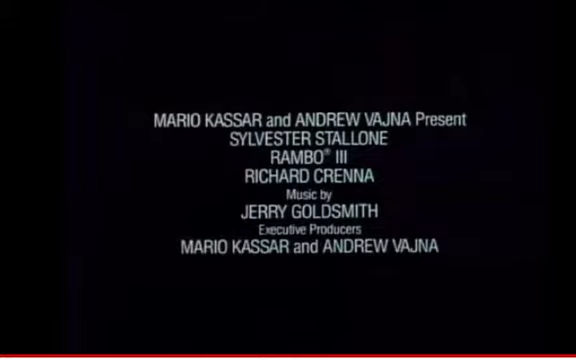 MARIO KASSAR and ANDREW VAJNA Present
SYLVESTER STALLONE
RAMBO® III
RICHARD CRENNA
Music by
JERRY GOLDSMITH
Executive Producers
MARIO KASSAR and ANDREW VAJNA